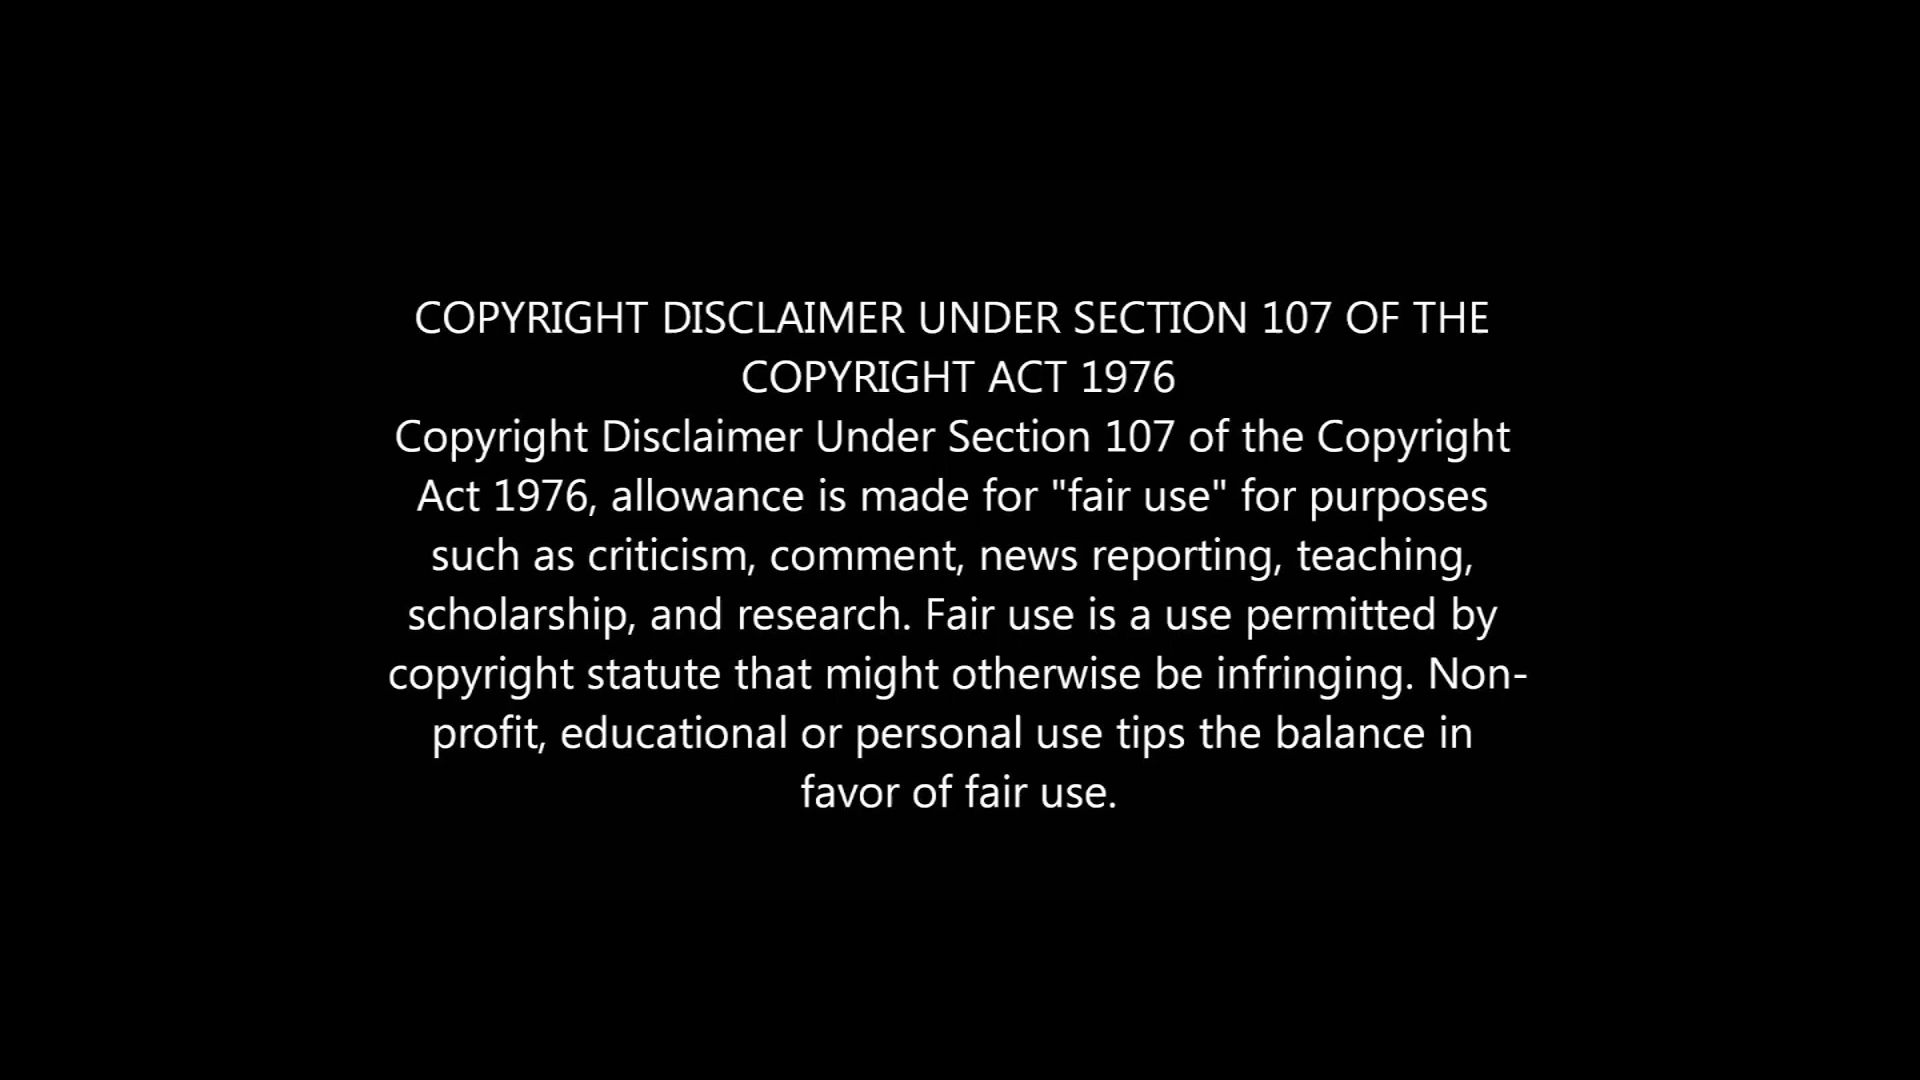 COPYRIGHT DISCLAIMER UNDER SECTION 107 OF THE
COPYRIGHT ACT 1976
Copyright Disclaimer Under Section 107 of the Copyright
Act 1976, allowance is made for "fair use" for purposes
such as criticism, comment, news reporting, teaching,
scholarship, and research. Fair use is a use permitted by
copyright statute that might otherwise be infringing. Non-
profit, educational or personal use tips the balance in
favor of fair use.